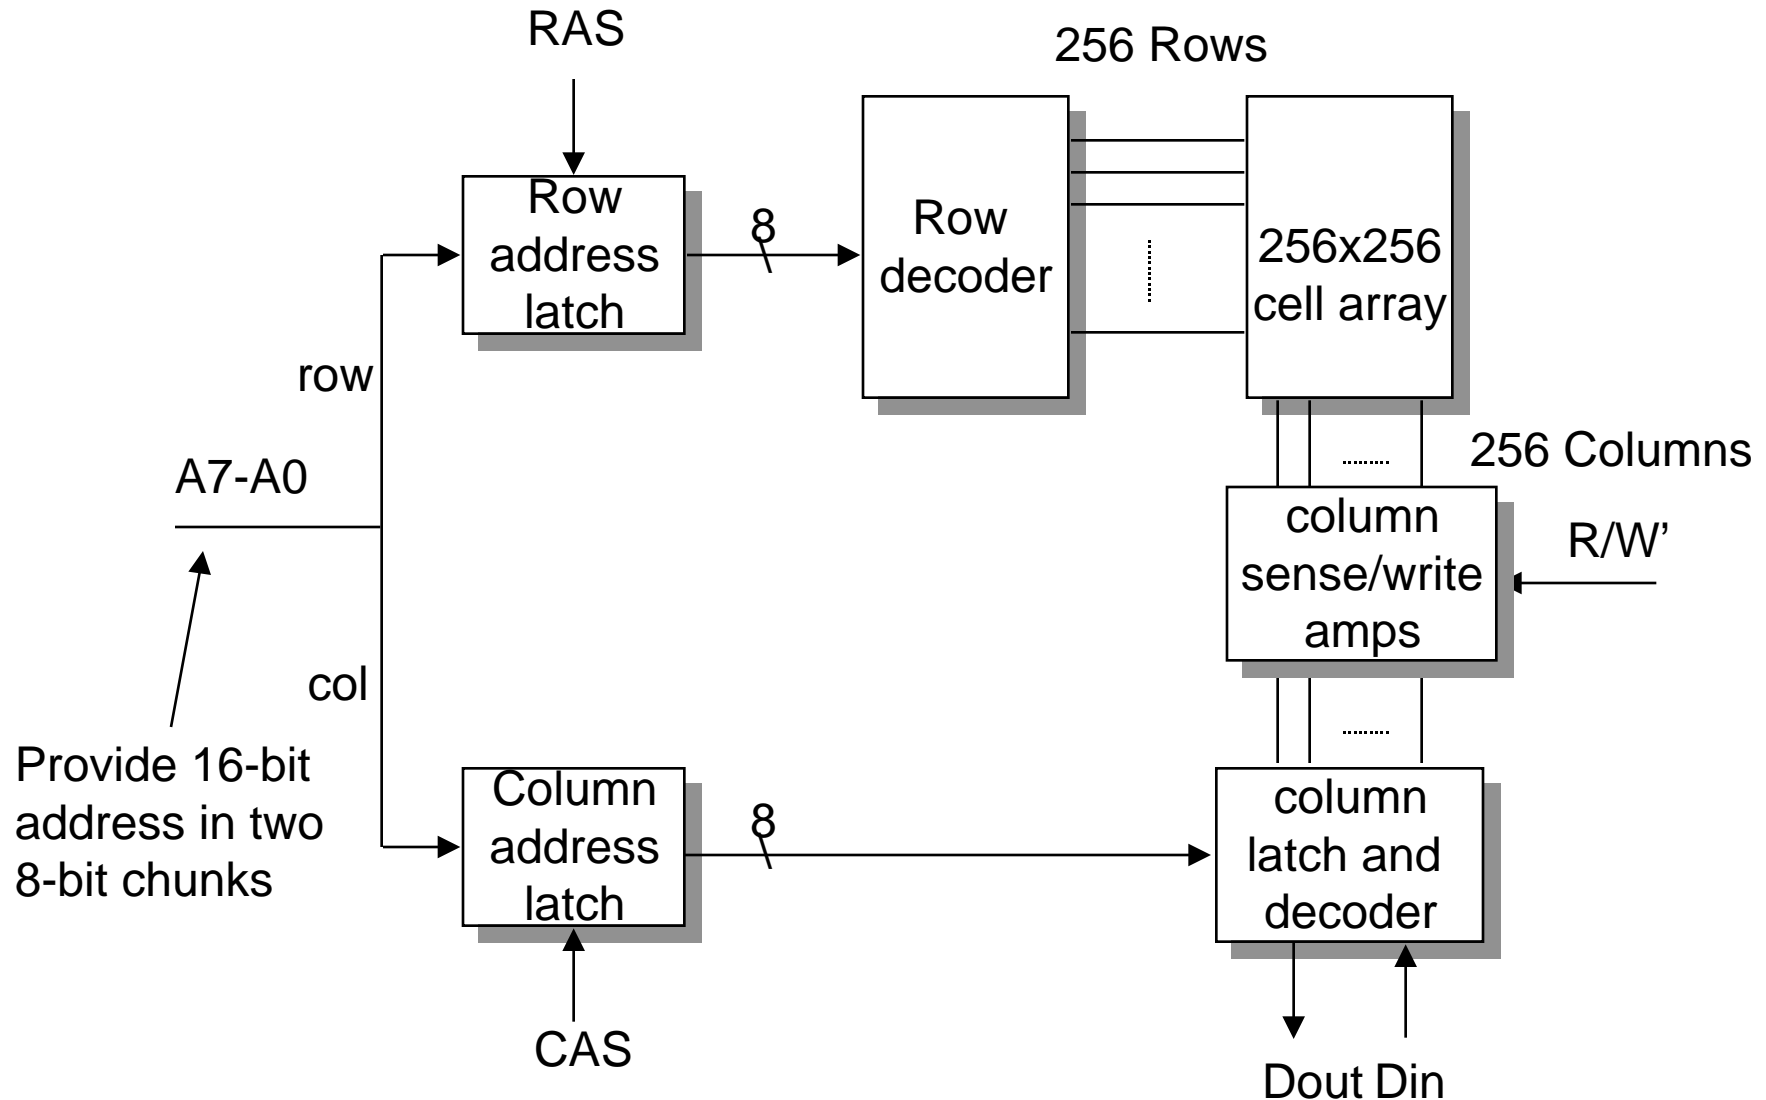 RAS
256 Rows
Row
address
latch
8
Row
decoder
256x256
cell array
row
A7-A0
256 Columns
column
sense/write
amps
R/W’
col
Provide 16-bit
address in two
8-bit chunks
Column
address
latch
8
column
latch and
decoder
CAS
Dout Din